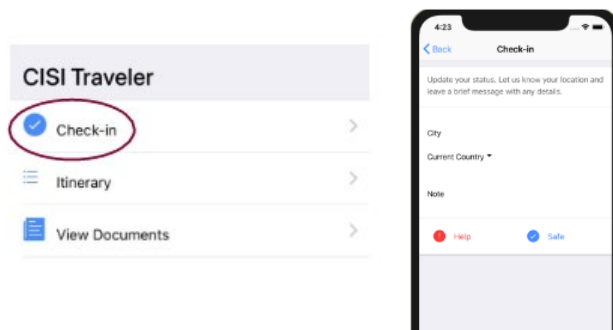 CISI Traveler
Check-in
Itinerary
View Documents
4:23
Back
Check-in
Update your status. Let us know your location and
leave a brief message with any details.
City
Current Country
Note
Help
Safe